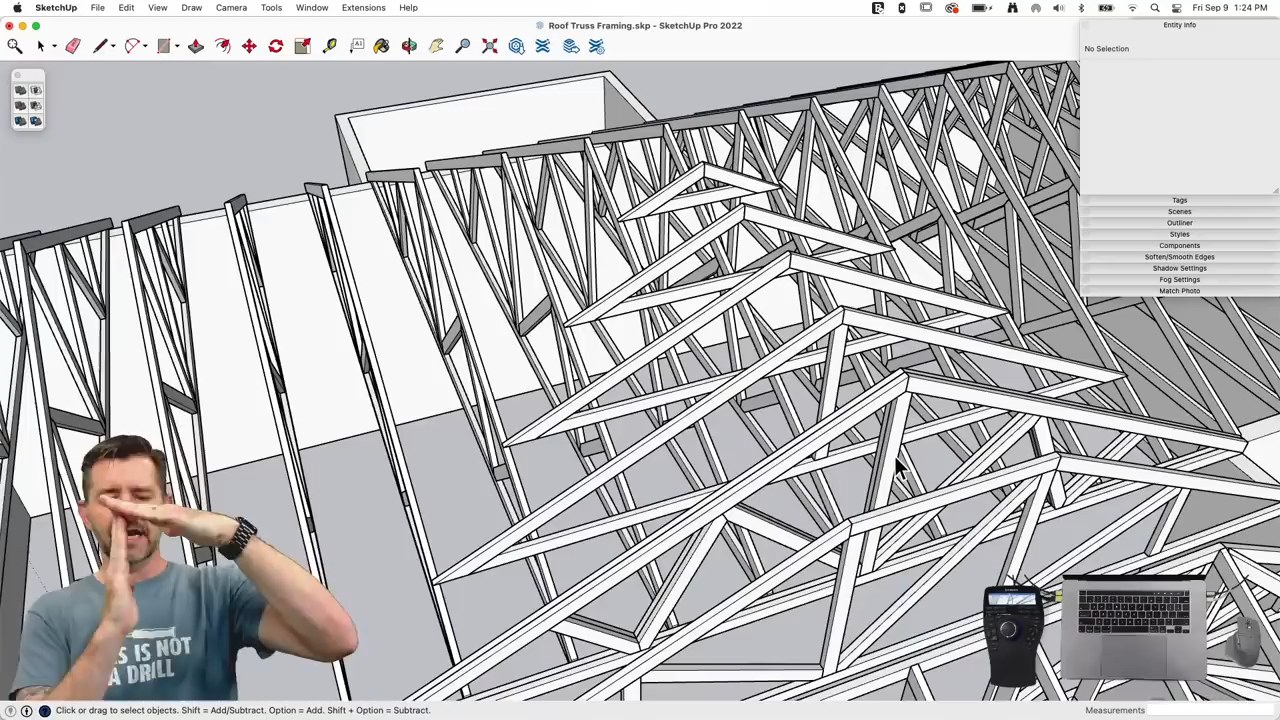 SketchUp File Edit View Draw Camera Tools Window Extensions Help
Fri Sep 9 1:24 PM
Roof Truss Framing.skp - SketchUp Pro 2022
Entity Info
No Selection
Tags
Scenes
Outliner
Styles
Components
Soften/Smooth Edges
Shadow Settings
Fog Settings
Match Photo
IS NOT
A DRILL
Click or drag to select objects. Shift = Add/Subtract. Option = Add. Shift + Option = Subtract.
Measurements